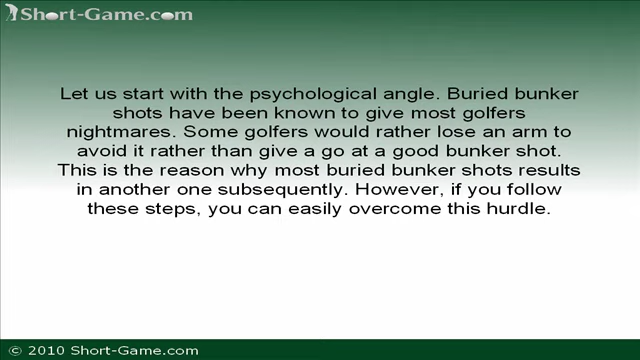 Short-Game.com
Let us start with the psychological angle. Buried bunker
shots have been known to give most golfers
nightmares. Some golfers would rather lose an arm to
avoid it rather than give a go at a good bunker shot.
This is the reason why most buried bunker shots results
in another one subsequently. However, if you follow
these steps, you can easily overcome this hurdle.
© 2010 Short-Game.com